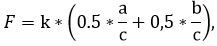 F = k * (0.5 * a/c + 0,5 * b/c),